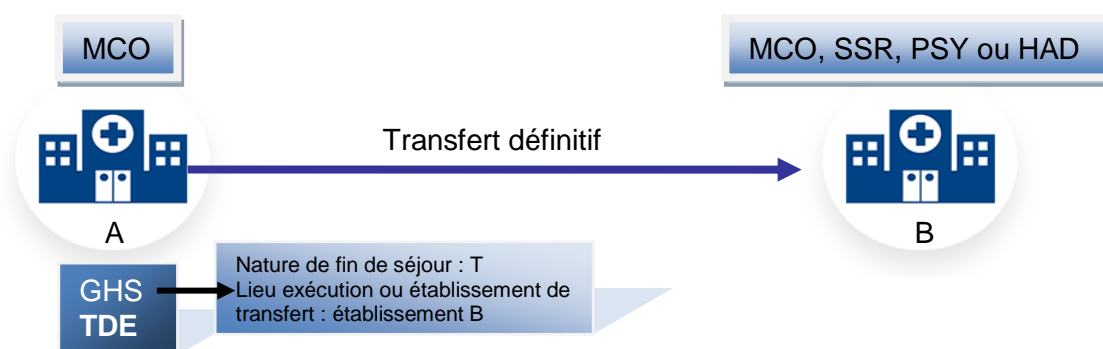 MCO
MCO, SSR, PSY ou HAD
Transfert définitif
A
B
GHS
TDE
Nature de fin de séjour : T
Lieu exécution ou établissement de
transfert : établissement B